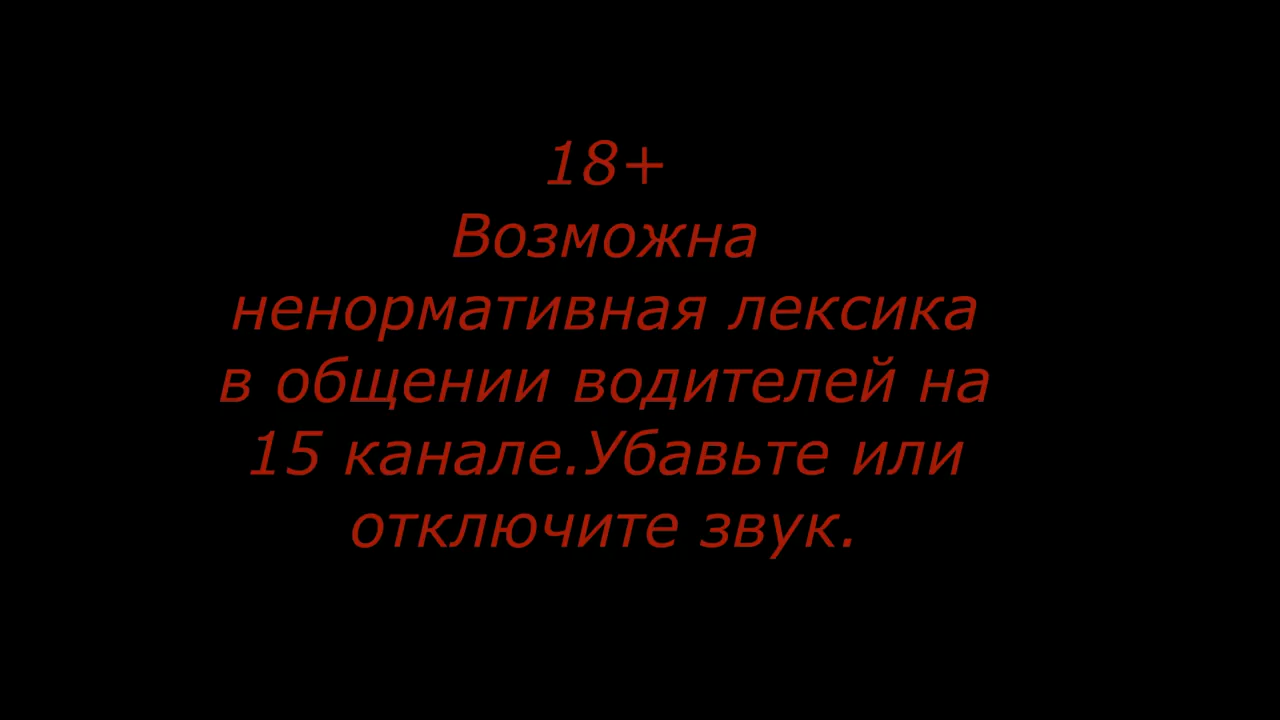 18+
Возможна
ненормативная лексика
в общении водителей на
15 канале.Убавьте или
отключите звук.